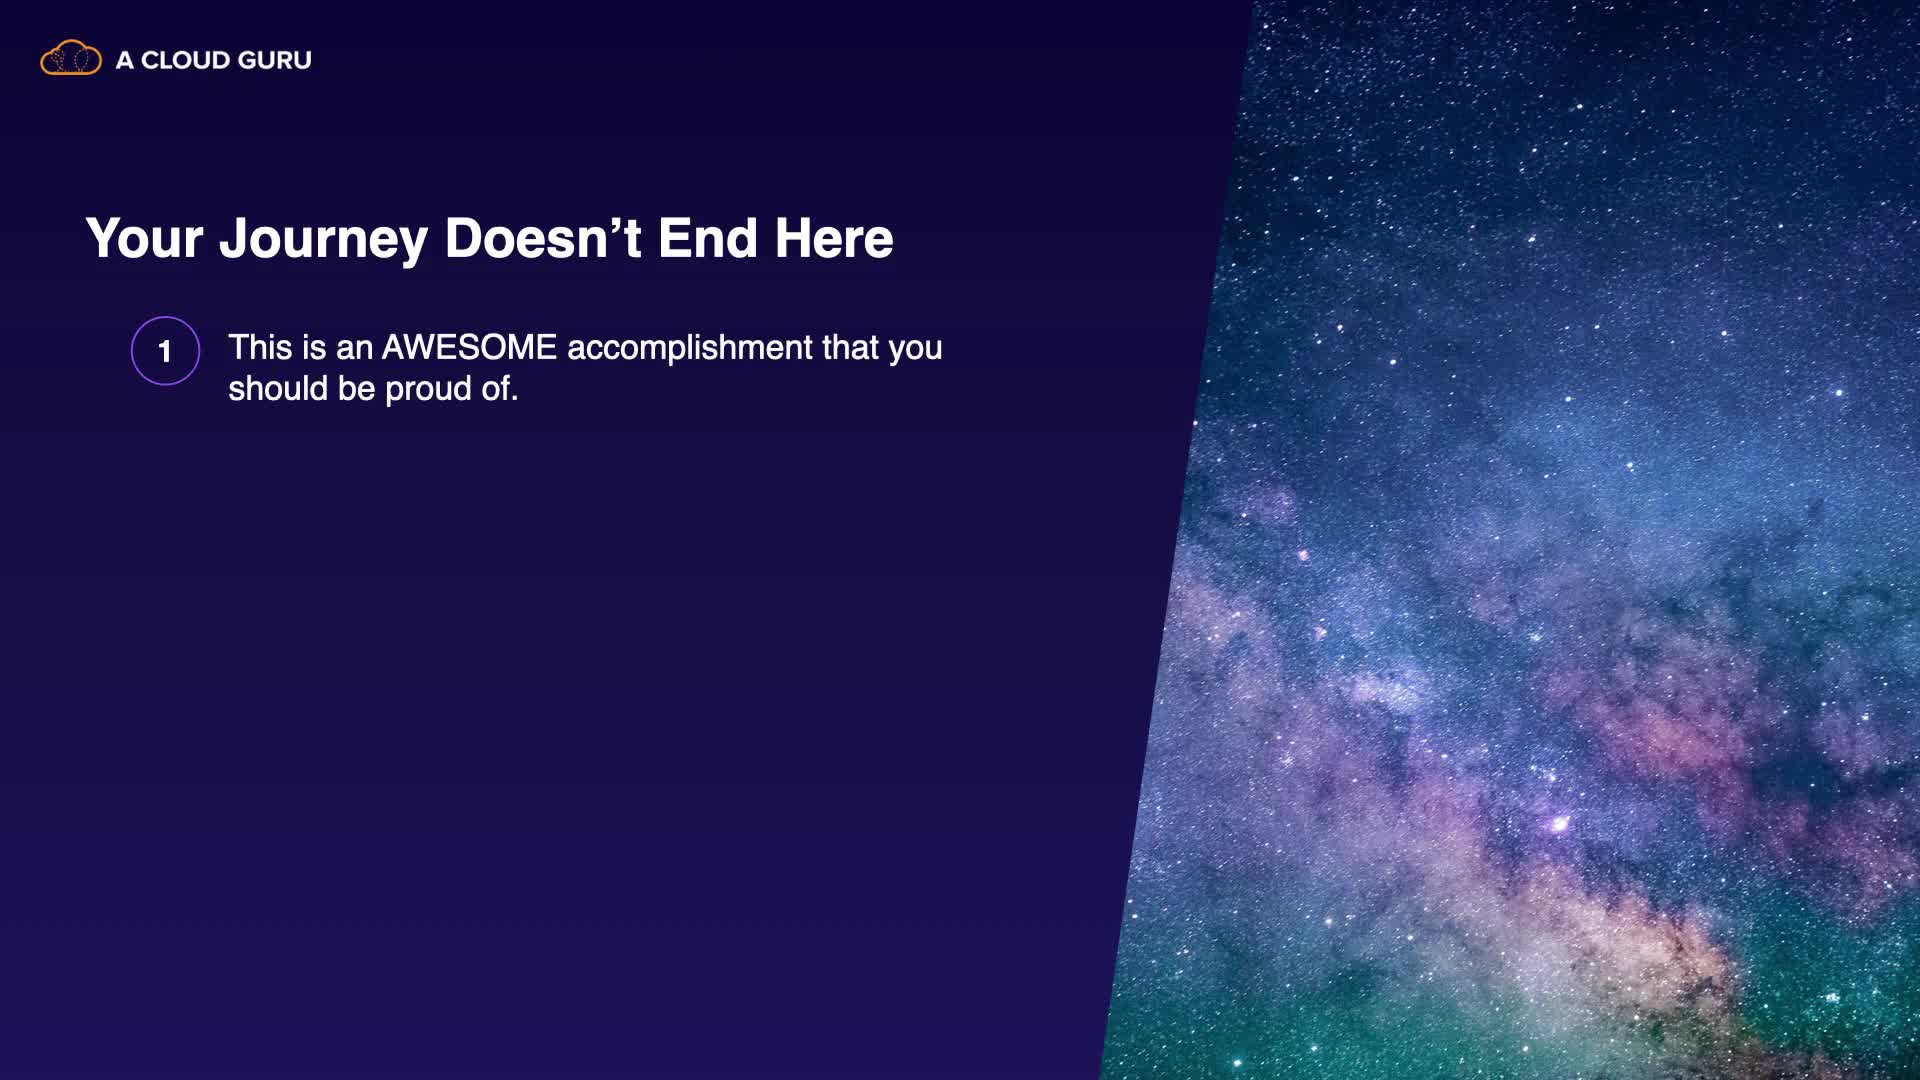 A CLOUD GURU
Your Journey Doesn’t End Here
1
This is an AWESOME accomplishment that you
should be proud of.